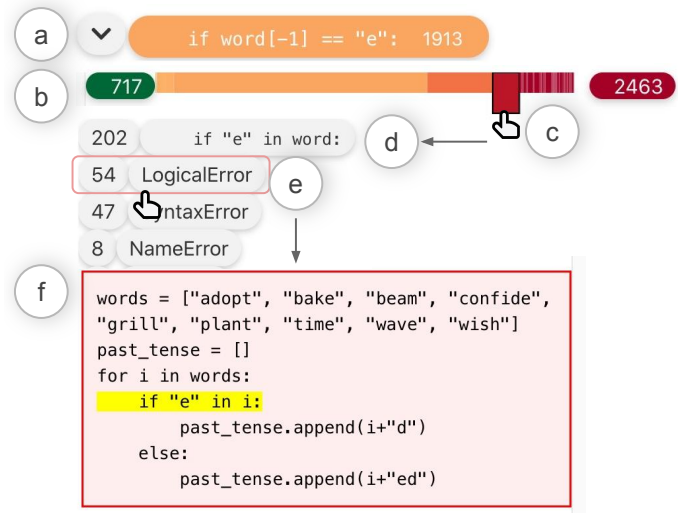 a
if word[-1] == "e": 1913
b
717
2463
c
202 if "e" in word:
d
54 LogicalError
e
47 SyntaxError
8 NameError
f
words = ["adopt", "bake", "beam", "confide",
"grill", "plant", "time", "wave", "wish"]
past_tense = []
for i in words:
if "e" in i:
past_tense.append(i+"d")
else:
past_tense.append(i+"ed")